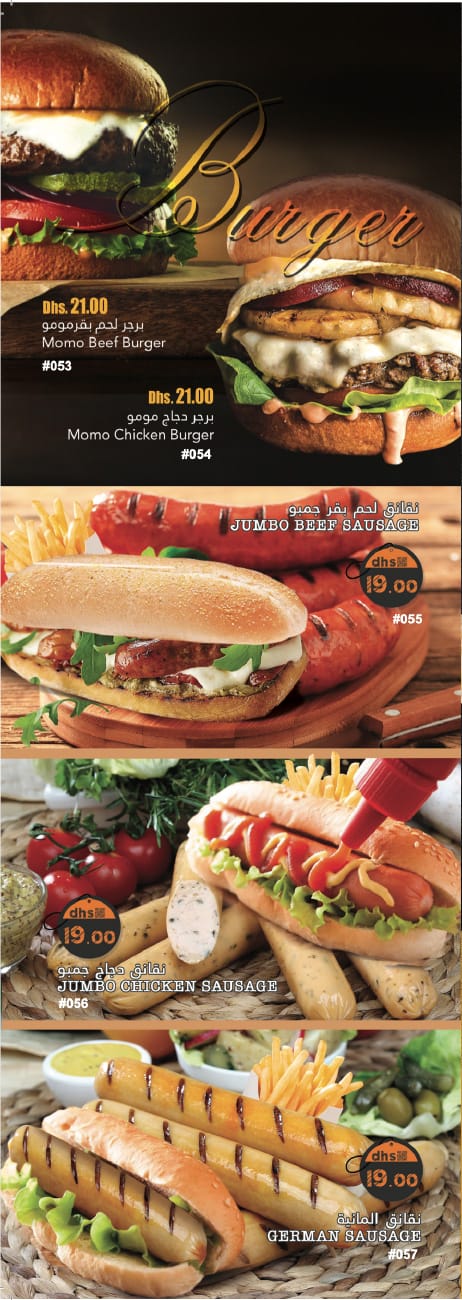 Burger
Dhs. 21.00
برجر لحم بقرمومو
Momo Beef Burger
#053
Dhs. 21.00
برجر دجاج مومو
Momo Chicken Burger
#054
نقانق لحم بقر جمبو
JUMBO BEEF SAUSAGE
dhs
19.00
#055
dhs
19.00
نقانق دجاج جمبو
JUMBO CHICKEN SAUSAGE
#056
dhs
19.00
نقانق المانية
GERMAN SAUSAGE
#057